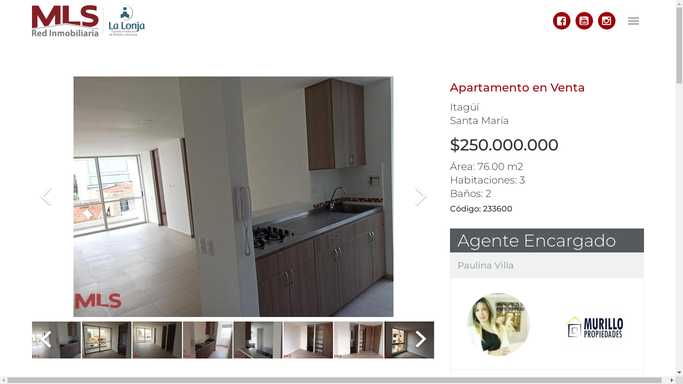 MLS
Red Inmobiliaria
La Lonja
Apartamento en Venta
Itagüí
Santa María
$250.000.000
Área: 76.00 m2
Habitaciones: 3
Baños: 2
Código: 233600
MLS
Agente Encargado
Paulina Villa
MURILLO
PROPIEDADES